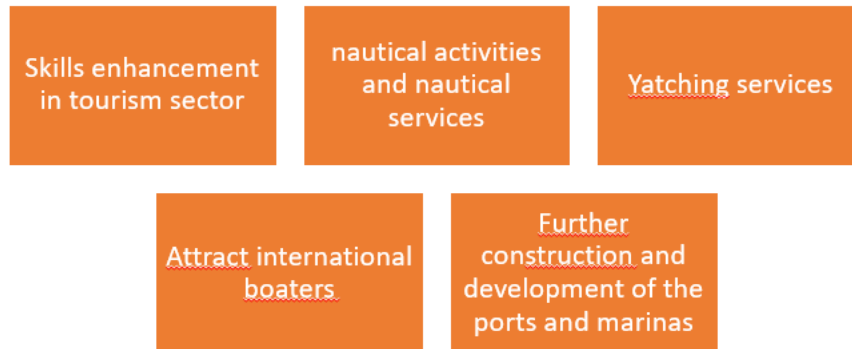 Skills enhancement
in tourism sector
nautical activities
and nautical
services
Yatching services
Attract international
boaters
Further
construction and
development of the
ports and marinas